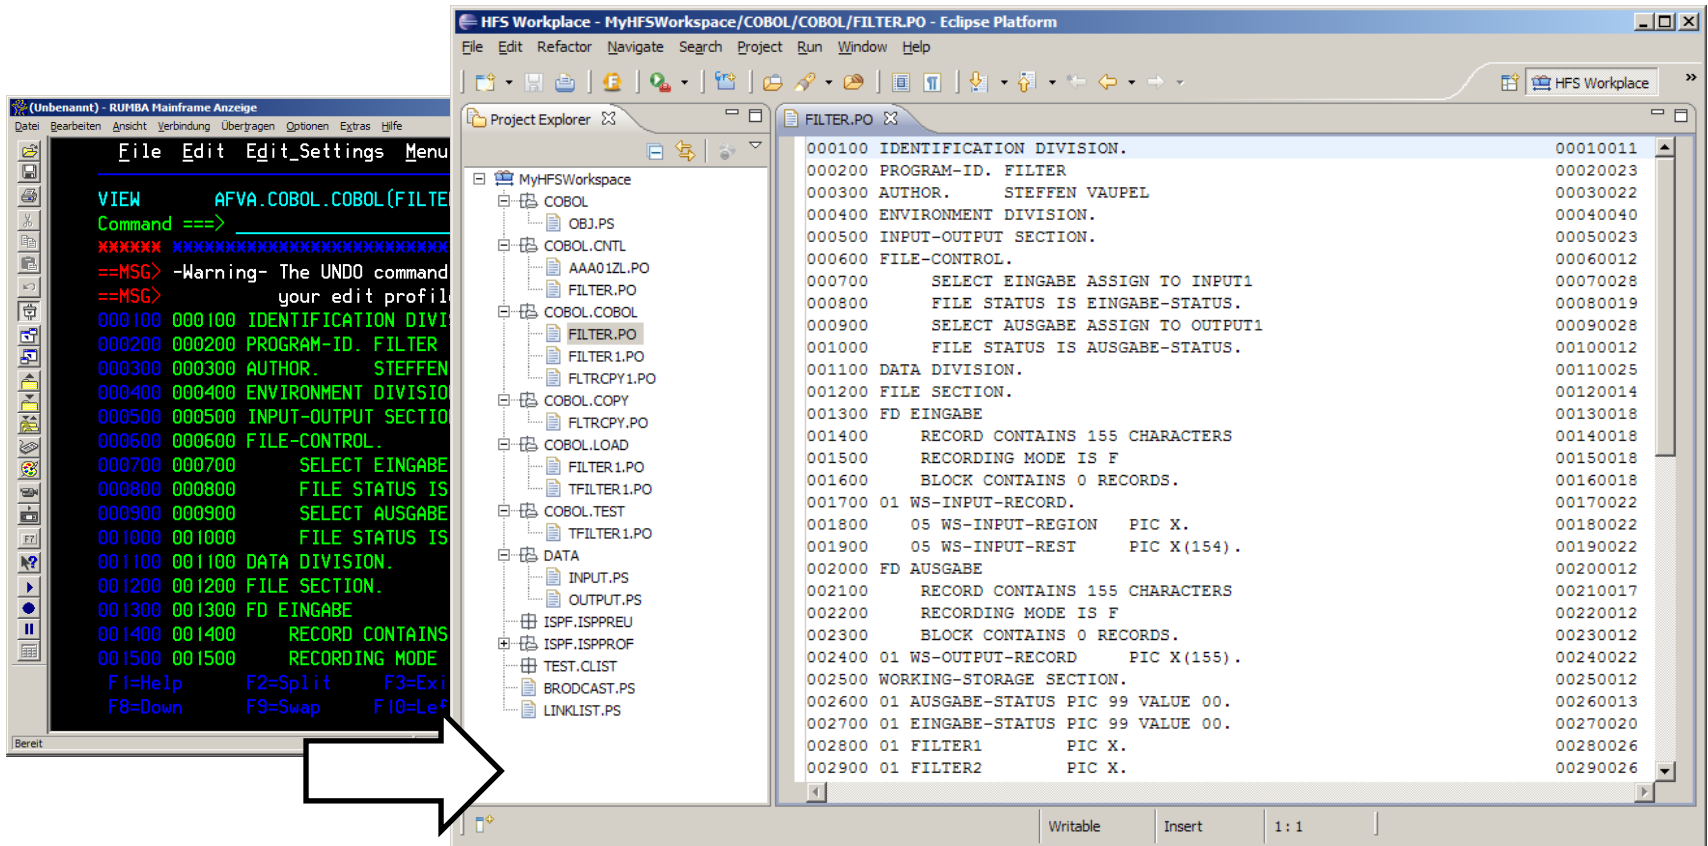 (Unbenannt) - RUMBA Mainframe Anzeige
Datei Bearbeiten Ansicht Verbindung Übertragen Optionen Extras Hilfe
File Edit Edit_Settings Menu
VIEW AFVA.COBOL.COBOL(FILTE
Command ===>
****** ******************************
==MSG> -Warning- The UNDO command
==MSG> your edit profil
000100 000100 IDENTIFICATION DIVI
000200 000200 PROGRAM-ID. FILTER
000300 000300 AUTHOR. STEFFEN
000400 000400 ENVIRONMENT DIVISIO
000500 000500 INPUT-OUTPUT SECTIO
000600 000600 FILE-CONTROL.
000700 000700 SELECT EINGABE
000800 000800 FILE STATUS IS
000900 000900 SELECT AUSGABE
001000 001000 FILE STATUS IS
001100 001100 DATA DIVISION.
001200 001200 FILE SECTION.
001300 001300 FD EINGABE
001400 001400 RECORD CONTAINS
001500 001500 RECORDING MODE
F1=Help F2=Split F3=Exi
F8=Down F9=Swap F10=Lef
F7
Bereit
HFS Workplace - MyHFSWorkspace/COBOL/COBOL/FILTER.PO - Eclipse Platform
File Edit Refactor Navigate Search Project Run Window Help
HFS Workplace
Project Explorer
MyHFSWorkspace
COBOL
OBJ.PS
COBOL.CNTL
AAA01ZL.PO
FILTER.PO
COBOL.COBOL
FILTER.PO
FILTER1.PO
FLTRCPY1.PO
COBOL.COPY
FLTRCPY.PO
COBOL.LOAD
FILTER1.PO
TFILTER1.PO
COBOL.TEST
TFILTER1.PO
DATA
INPUT.PS
OUTPUT.PS
ISPF.ISPPREU
ISPF.ISPPROF
TEST.CLIST
BRODCAST.PS
LINKLIST.PS
FILTER.PO
000100 IDENTIFICATION DIVISION. 00010011
000200 PROGRAM-ID. FILTER 00020023
000300 AUTHOR. STEFFEN VAUPEL 00030022
000400 ENVIRONMENT DIVISION. 00040040
000500 INPUT-OUTPUT SECTION. 00050023
000600 FILE-CONTROL. 00060012
000700 SELECT EINGABE ASSIGN TO INPUT1 00070028
000800 FILE STATUS IS EINGABE-STATUS. 00080019
000900 SELECT AUSGABE ASSIGN TO OUTPUT1 00090028
001000 FILE STATUS IS AUSGABE-STATUS. 00100012
001100 DATA DIVISION. 00110025
001200 FILE SECTION. 00120014
001300 FD EINGABE 00130018
001400 RECORD CONTAINS 155 CHARACTERS 00140018
001500 RECORDING MODE IS F 00150018
001600 BLOCK CONTAINS 0 RECORDS. 00160018
001700 01 WS-INPUT-RECORD. 00170022
001800 05 WS-INPUT-REGION PIC X. 00180022
001900 05 WS-INPUT-REST PIC X(154). 00190022
002000 FD AUSGABE 00200012
002100 RECORD CONTAINS 155 CHARACTERS 00210017
002200 RECORDING MODE IS F 00220012
002300 BLOCK CONTAINS 0 RECORDS. 00230012
002400 01 WS-OUTPUT-RECORD PIC X(155). 00240022
002500 WORKING-STORAGE SECTION. 00250012
002600 01 AUSGABE-STATUS PIC 99 VALUE 00. 00260013
002700 01 EINGABE-STATUS PIC 99 VALUE 00. 00270020
002800 01 FILTER1 PIC X. 00280026
002900 01 FILTER2 PIC X. 00290026
Writable Insert 1 : 1